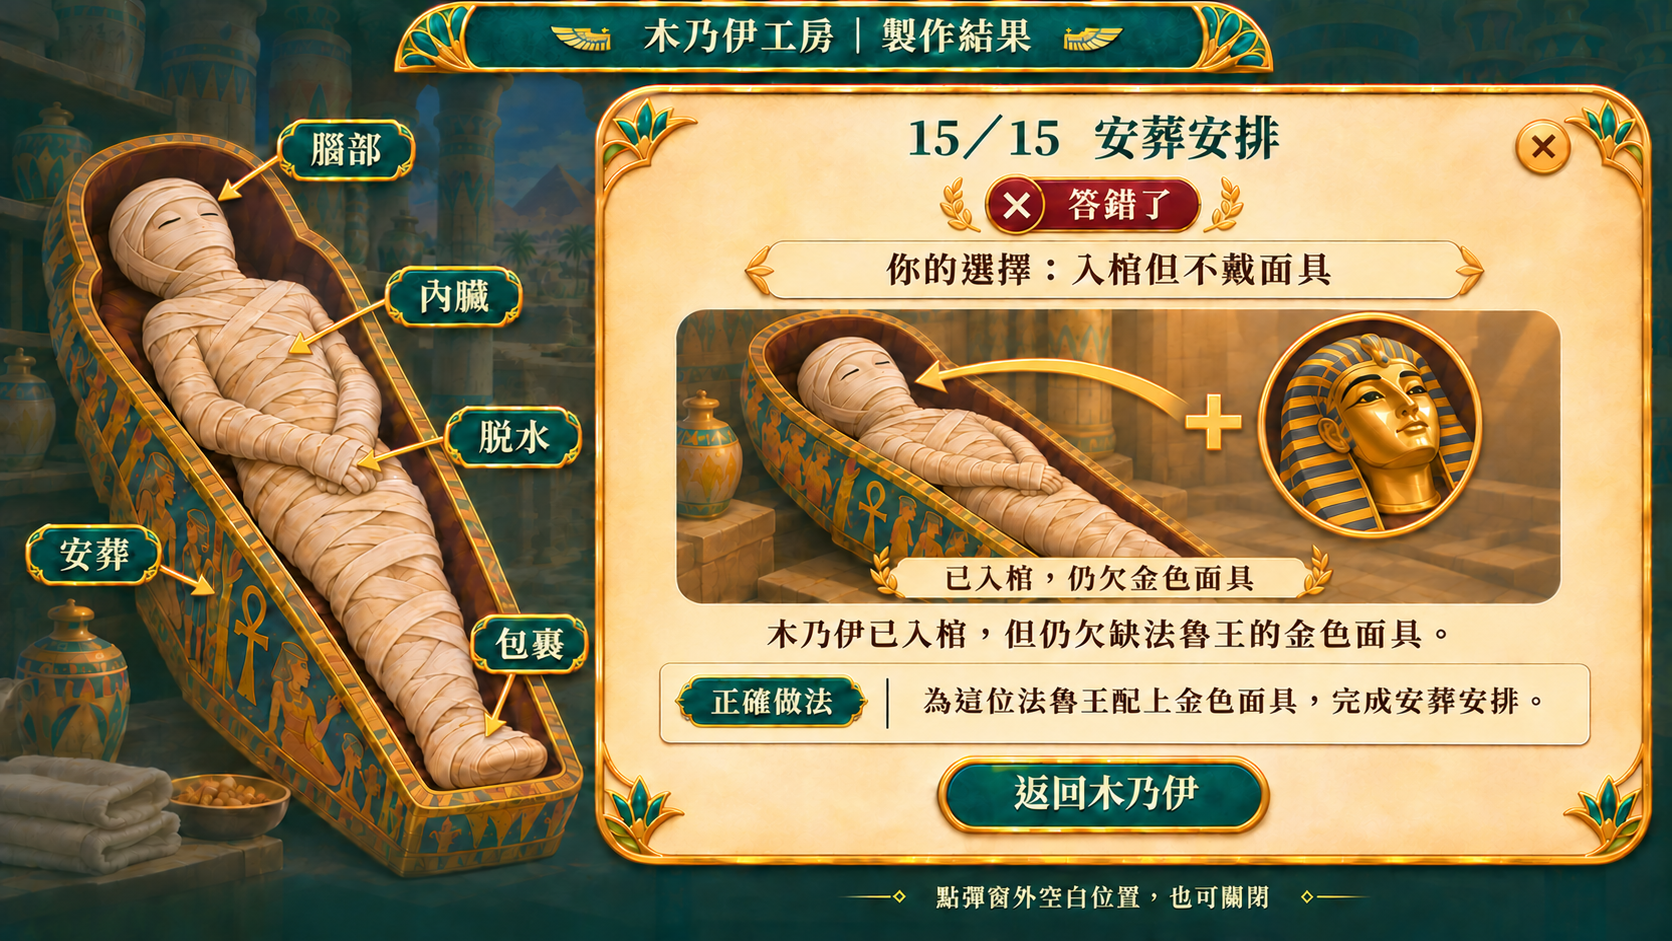 木乃伊工房｜製作結果
腦部
內臟
脫水
安葬
包裹
15／15 安葬安排
答錯了
你的選擇：入棺但不戴面具
已入棺，仍欠金色面具
木乃伊已入棺，但仍欠缺法魯王的金色面具。
正確做法
為這位法魯王配上金色面具，完成安葬安排。
返回木乃伊
點彈窗外空白位置，也可關閉